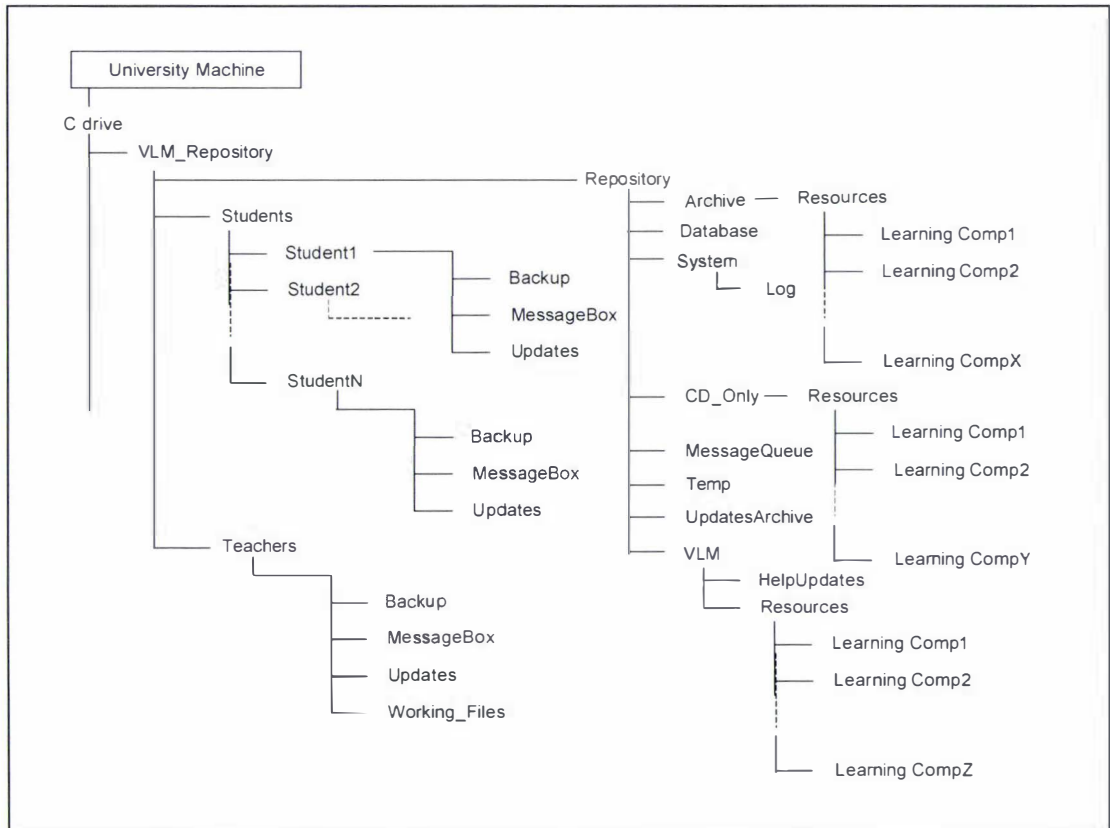 University Machine
C drive
VLM_Repository
Repository
Students
Student1
Backup
MessageBox
Updates
Student2
StudentN
Backup
MessageBox
Updates
Teachers
Backup
MessageBox
Updates
Working_Files
Archive
Resources
Learning Comp1
Learning Comp2
Learning CompX
Database
System
Log
CD_Only
Resources
Learning Comp1
Learning Comp2
Learning CompY
MessageQueue
Temp
UpdatesArchive
VLM
HelpUpdates
Resources
Learning Comp1
Learning Comp2
Learning CompZ